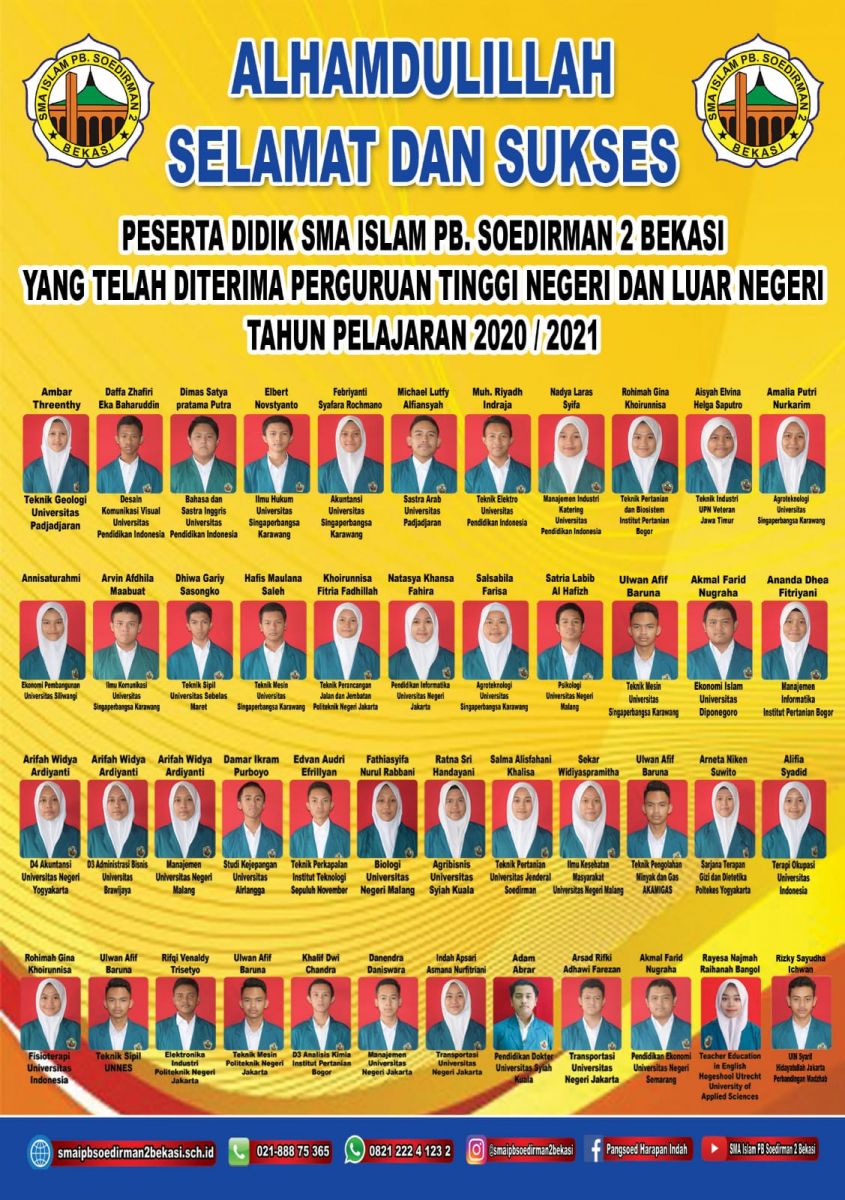 SMA ISLAM PB. SOEDIRMAN 2
BEKASI
ALHAMDULILLAH
SELAMAT DAN SUKSES
SMA ISLAM PB. SOEDIRMAN 2
BEKASI
PESERTA DIDIK SMA ISLAM PB. SOEDIRMAN 2 BEKASI
YANG TELAH DITERIMA PERGURUAN TINGGI NEGERI DAN LUAR NEGERI
TAHUN PELAJARAN 2020 / 2021
Ambar
Threenthy
Teknik Geologi
Universitas
Padjadjaran
Daffa Zhafiri
Eka Baharuddin
Desain
Komunikasi Visual
Universitas
Pendidikan Indonesia
Dimas Satya
pratama Putra
Bahasa dan
Sastra Inggris
Universitas
Pendidikan Indonesia
Elbert
Novstyanto
Ilmu Hukum
Universitas
Singaperbangsa
Karawang
Febriyanti
Syafara Rochmano
Akuntansi
Universitas
Singaperbangsa
Karawang
Michael Lutfy
Alfiansyah
Sastra Arab
Universitas
Padjadjaran
Muh. Riyadh
Indraja
Teknik Elektro
Universitas
Pendidikan Indonesia
Nadya Laras
Syifa
Manajemen Industri
Katering
Universitas
Pendidikan Indonesia
Rohimah Gina
Khoirunnisa
Teknik Pertanian
dan Biosistem
Institut Pertanian
Bogor
Aisyah Elvina
Helga Saputro
Teknik Industri
UPN Veteran
Jawa Timur
Amalia Putri
Nurkarim
Agroteknologi
Universitas
Singaperbangsa Karawang
Annisaturahmi
Ekonomi Pembangunan
Universitas Siliwangi
Arvin Afdhila
Maabuat
Ilmu Komunikasi
Universitas
Singaperbangsa Karawang
Dhiwa Gariy
Sasongko
Teknik Sipil
Universitas Sebelas
Maret
Hafis Maulana
Saleh
Teknik Mesin
Universitas
Singaperbangsa Karawang
Khoirunnisa
Fitria Fadhillah
Teknik Perancangan
Jalan dan Jembatan
Politeknik Negeri Jakarta
Natasya Khansa
Fahira
Pendidikan Informatika
Universitas Negeri
Jakarta
Salsabila
Farisa
Agroteknologi
Universitas
Singaperbangsa Karawang
Satria Labib
Al Hafizh
Psikologi
Universitas Negeri
Malang
Ulwan Afif
Baruna
Teknik Mesin
Universitas
Singaperbangsa Karawang
Akmal Farid
Nugraha
Ekonomi Islam
Universitas
Diponegoro
Ananda Dhea
Fitriyani
Manajemen
Informatika
Institut Pertanian Bogor
Arifah Widya
Ardiyanti
D4 Akuntansi
Universitas Negeri
Yogyakarta
Arifah Widya
Ardiyanti
D3 Administrasi Bisnis
Universitas
Brawijaya
Arifah Widya
Ardiyanti
Manajemen
Universitas Negeri
Malang
Damar Ikram
Purboyo
Studi Kejepangan
Universitas
Airlangga
Edvan Audri
Efrillyan
Teknik Perkapalan
Institut Teknologi
Sepuluh November
Fathiasyifa
Nurul Rabbani
Biologi
Universitas
Negeri Malang
Ratna Sri
Handayani
Agribisnis
Universitas
Syiah Kuala
Salma Alisfahani
Khalisa
Teknik Pertanian
Universitas Jenderal
Soedirman
Sekar
Widiyaspramitha
Ilmu Kesehatan
Masyarakat
Universitas Negeri Malang
Ulwan Afif
Baruna
Teknik Pengolahan
Minyak dan Gas
AKAMIGAS
Arneta Niken
Suwito
Sarjana Terapan
Gizi dan Dietetika
Poltekes Yogyakarta
Alifia
Syadid
Terapi Okupasi
Universitas
Indonesia
Rohimah Gina
Khoirunnisa
Fisioterapi
Universitas
Indonesia
Ulwan Afif
Baruna
Teknik Sipil
UNNES
Rifqi Venaldy
Trisetyo
Elektronika
Industri
Politeknik Negeri
Jakarta
Ulwan Afif
Baruna
Teknik Mesin
Politeknik Negeri
Jakarta
Khalif Dwi
Chandra
D3 Analisis Kimia
Institut Pertanian
Bogor
Danendra
Daniswara
Manajemen
Universitas
Negeri Jakarta
Indah Apsari
Asmana Nurfitriani
Transportasi
Universitas
Negeri Jakarta
Adam
Abrar
Pendidikan Dokter
Universitas Syiah
Kuala
Arsad Rifki
Adhawi Farezan
Transportasi
Universitas
Negeri Jakarta
Akmal Farid
Nugraha
Pendidikan Ekonomi
Universitas Negeri
Semarang
Rayesa Najmah
Raihanah Bangol
Teacher Education
in English
Hogeshool Utrecht
University of
Applied Sciences
Rizky Sayudha
Ichwan
UIN Syarif
Hidayatullah Jakarta
Perbandingan Madzhab
smaipbsoedirman2bekasi.sch.id
021-888 75 365
0821 222 4 123 2
@smaipbsoedirman2bekasi
Pangsoed Harapan Indah
SMA Islam PB Soedirman 2 Bekasi